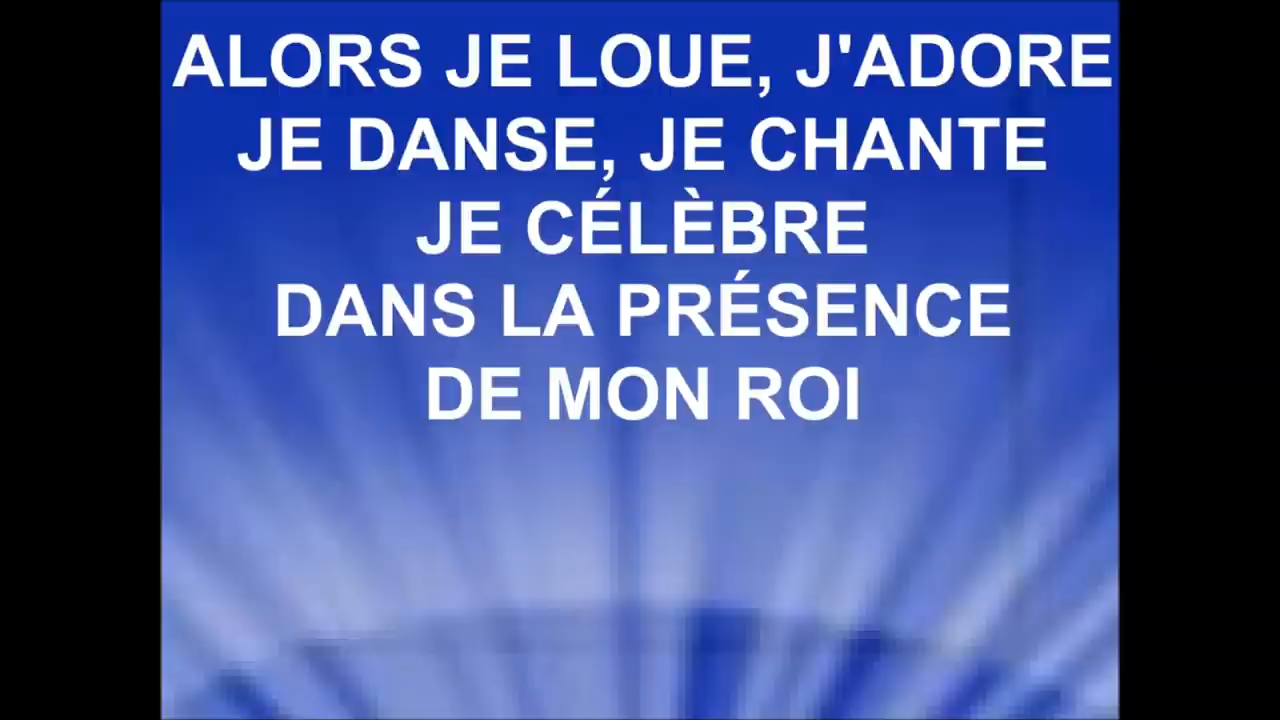 ALORS JE LOUE, J'ADORE
JE DANSE, JE CHANTE
JE CÉLÈBRE
DANS LA PRÉSENCE
DE MON ROI